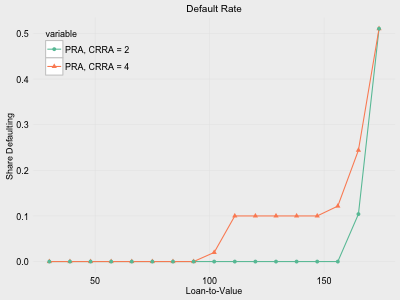 Default Rate
variable
PRA, CRRA = 2
PRA, CRRA = 4
Share Defaulting
0.5
0.4
0.3
0.2
0.1
0.0
50 100 150
Loan-to-Value